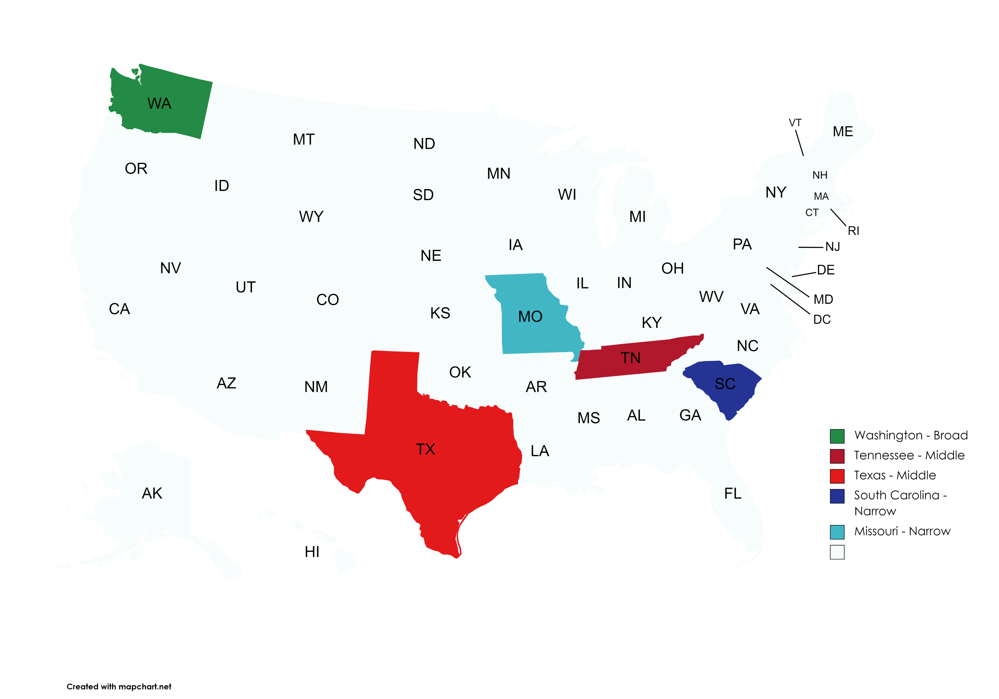 WA
VT
ME
MT
ND
OR
MN
NH
ID
SD
WI
NY
MA
WY
MI
CT
RI
IA
PA
NJ
NE
NV
OH
DE
UT
IL
IN
CO
WV
MD
CA
KS
MO
VA
DC
KY
NC
TN
OK
AZ
NM
AR
SC
MS
AL
GA
TX
LA
AK
FL
HI
Washington - Broad
Tennessee - Middle
Texas - Middle
South Carolina -
Narrow
Missouri - Narrow
Created with mapchart.net